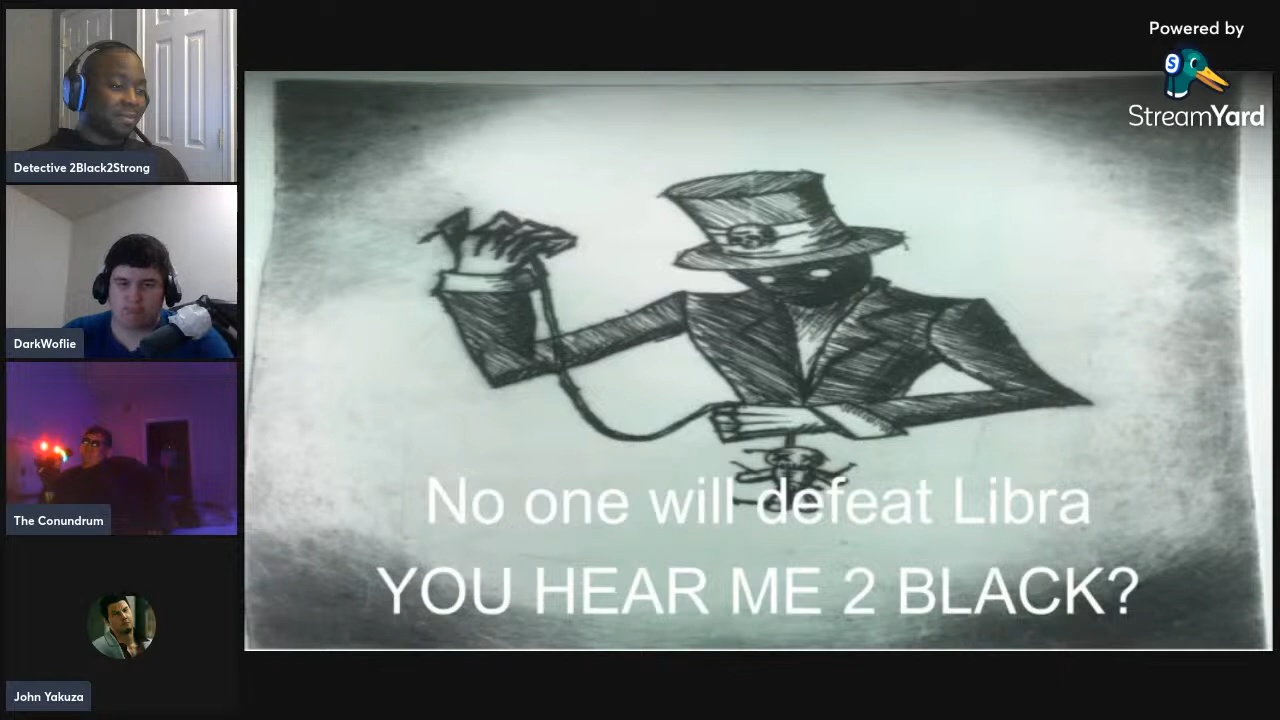 Powered by
S
StreamYard
Detective 2Black2Strong
DarkWoflie
The Conundrum
John Yakuza
No one will defeat Libra
YOU HEAR ME 2 BLACK?